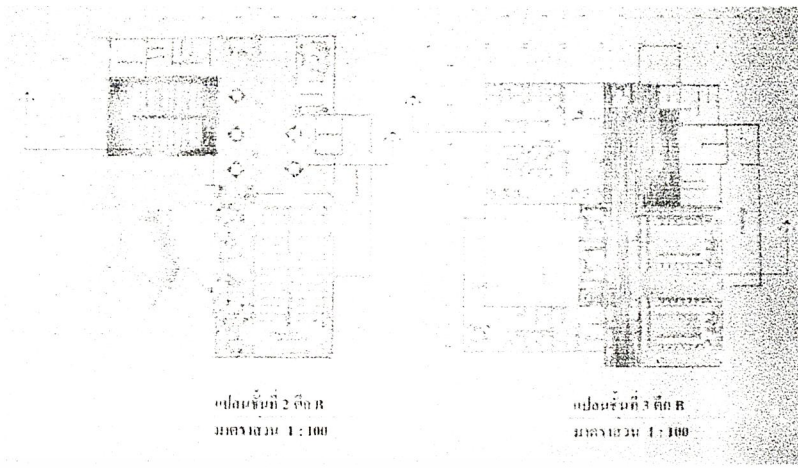 แปลนชั้นที่ 2 ตึก R
มาตราส่วน 1 : 100
แปลนชั้นที่ 3 ตึก R
มาตราส่วน 1 : 100